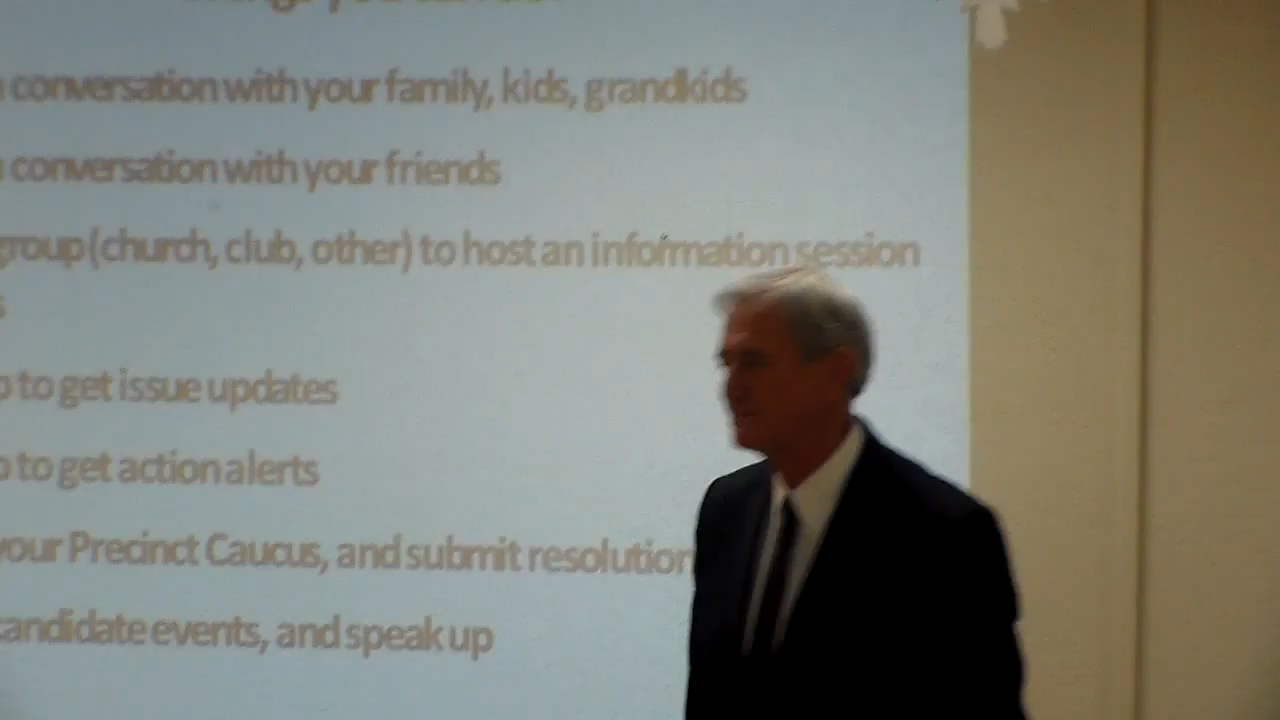 conversation with your family, kids, grandkids
conversation with your friends
group (church, club, other) to host an information session
to get issue updates
to get action alerts
your Precinct Caucus, and submit resolution
candidate events, and speak up